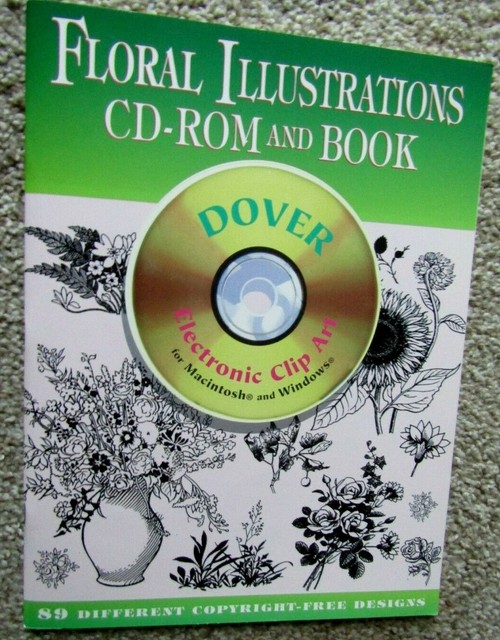 FLORAL ILLUSTRATIONS
CD-ROM AND BOOK
DOVER
Electronic Clip Art
for Macintosh® and Windows®
89 DIFFERENT COPYRIGHT-FREE DESIGNS